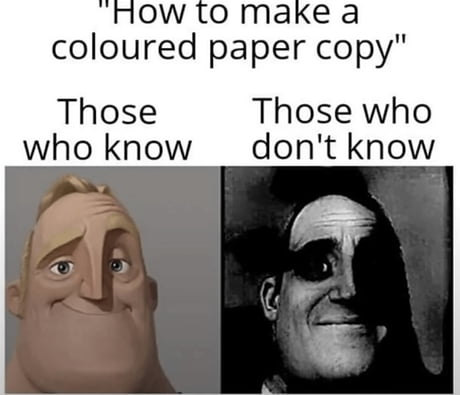 "How to make a
coloured paper copy"
Those
who know
Those who
don't know